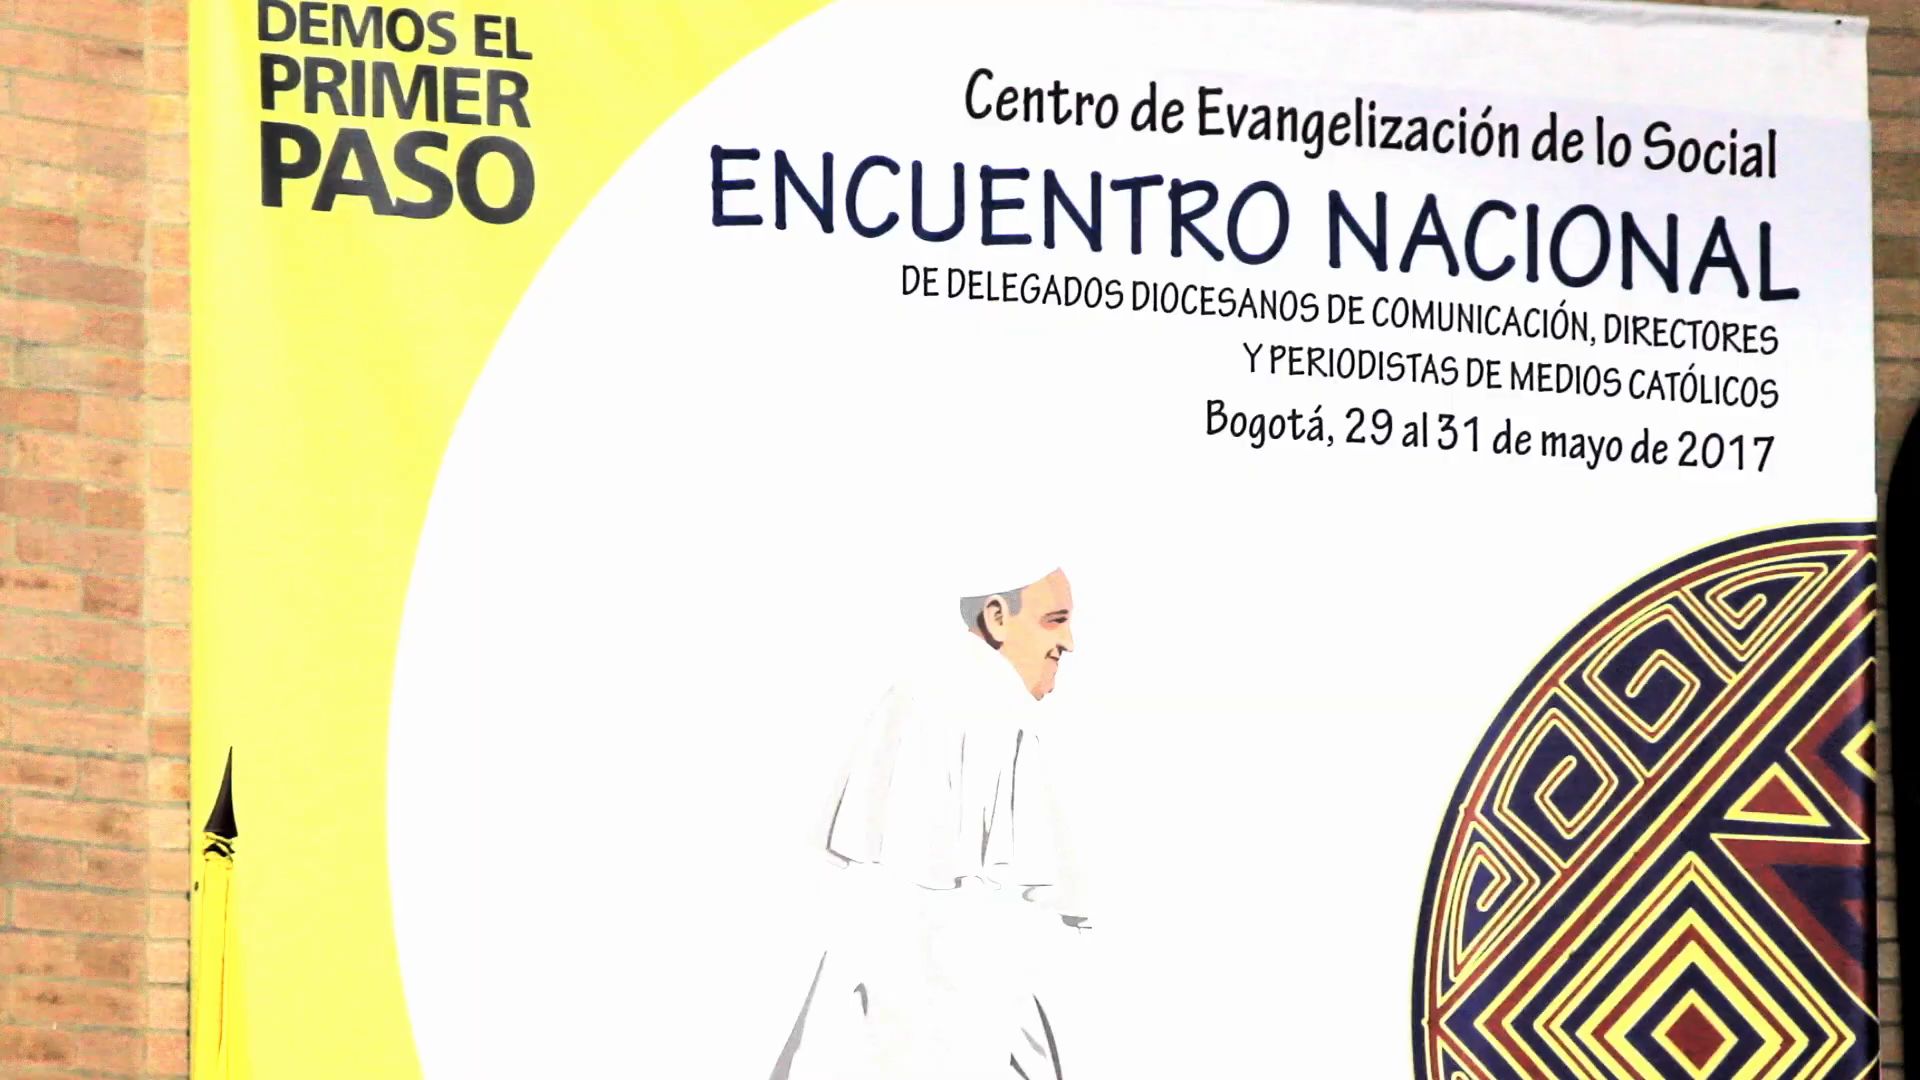 DEMOS EL
PRIMER
PASO
Centro de Evangelización de lo Social
ENCUENTRO NACIONAL
DE DELEGADOS DIOCESANOS DE COMUNICACIÓN, DIRECTORES
Y PERIODISTAS DE MEDIOS CATÓLICOS
Bogotá, 29 al 31 de mayo de 2017